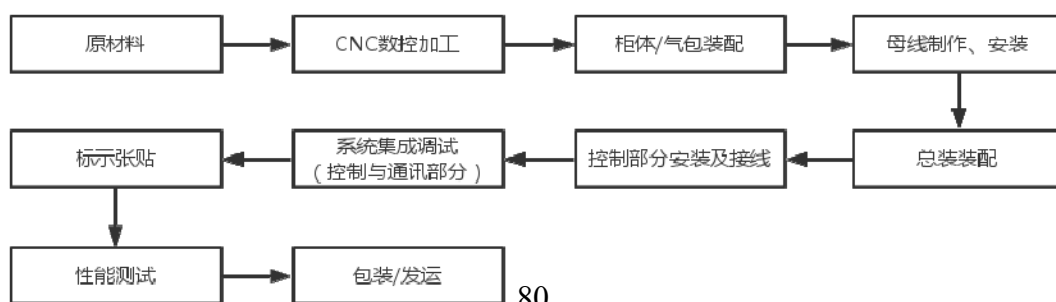 原材料
CNC数控加工
柜体/气包装配
母线制作、安装
标示张贴
系统集成调试
（控制与通讯部分）
控制部分安装及接线
总装装配
性能测试
包装/发运
80